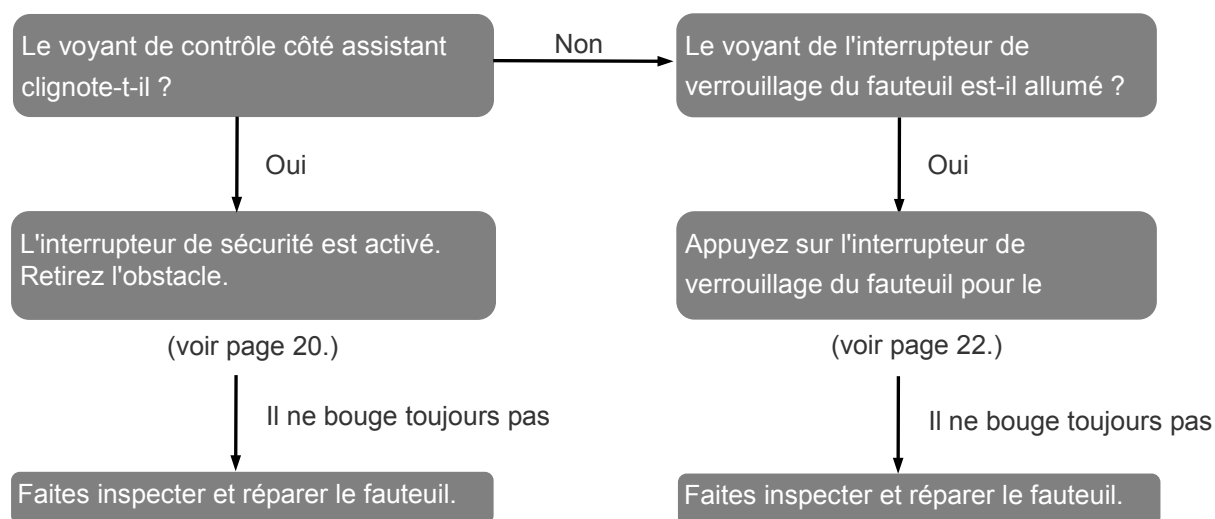 Le voyant de contrôle côté assistant
clignote-t-il ?
Non
Le voyant de l'interrupteur de
verrouillage du fauteuil est-il allumé ?
Oui
Oui
L'interrupteur de sécurité est activé.
Retirez l'obstacle.
Appuyez sur l'interrupteur de
verrouillage du fauteuil pour le
(voir page 20.)
(voir page 22.)
Il ne bouge toujours pas
Il ne bouge toujours pas
Faites inspecter et réparer le fauteuil.
Faites inspecter et réparer le fauteuil.